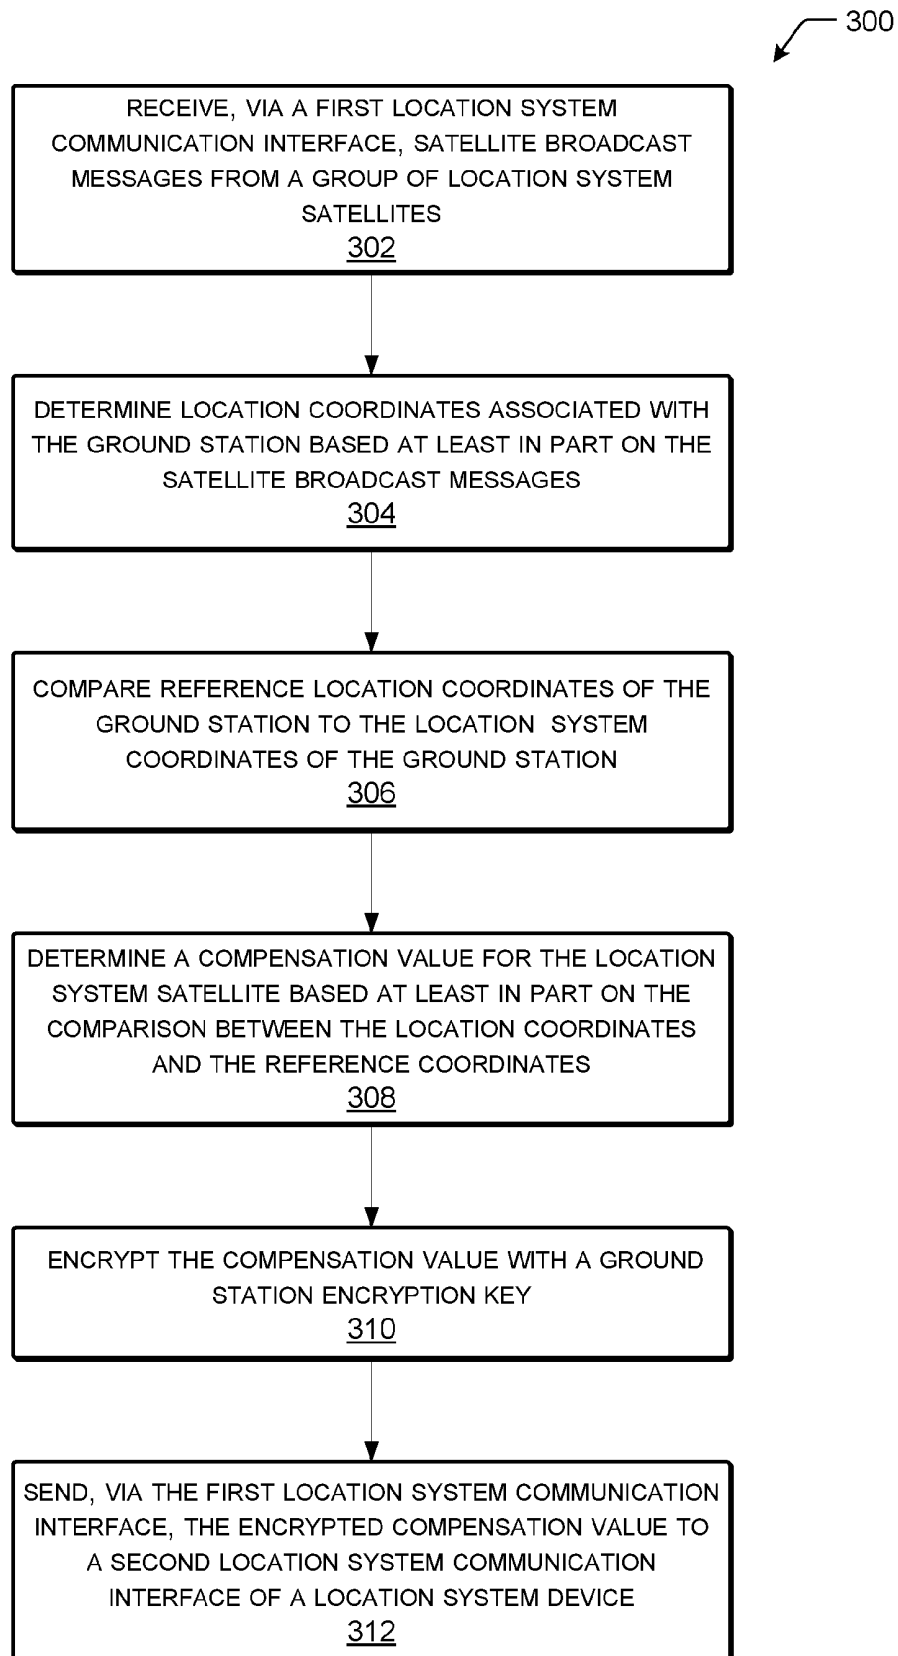 300
RECEIVE, VIA A FIRST LOCATION SYSTEM
COMMUNICATION INTERFACE, SATELLITE BROADCAST
MESSAGES FROM A GROUP OF LOCATION SYSTEM
SATELLITES
302
DETERMINE LOCATION COORDINATES ASSOCIATED WITH
THE GROUND STATION BASED AT LEAST IN PART ON THE
SATELLITE BROADCAST MESSAGES
304
COMPARE REFERENCE LOCATION COORDINATES OF THE
GROUND STATION TO THE LOCATION SYSTEM
COORDINATES OF THE GROUND STATION
306
DETERMINE A COMPENSATION VALUE FOR THE LOCATION
SYSTEM SATELLITE BASED AT LEAST IN PART ON THE
COMPARISON BETWEEN THE LOCATION COORDINATES
AND THE REFERENCE COORDINATES
308
ENCRYPT THE COMPENSATION VALUE WITH A GROUND
STATION ENCRYPTION KEY
310
SEND, VIA THE FIRST LOCATION SYSTEM COMMUNICATION
INTERFACE, THE ENCRYPTED COMPENSATION VALUE TO
A SECOND LOCATION SYSTEM COMMUNICATION
INTERFACE OF A LOCATION SYSTEM DEVICE
312